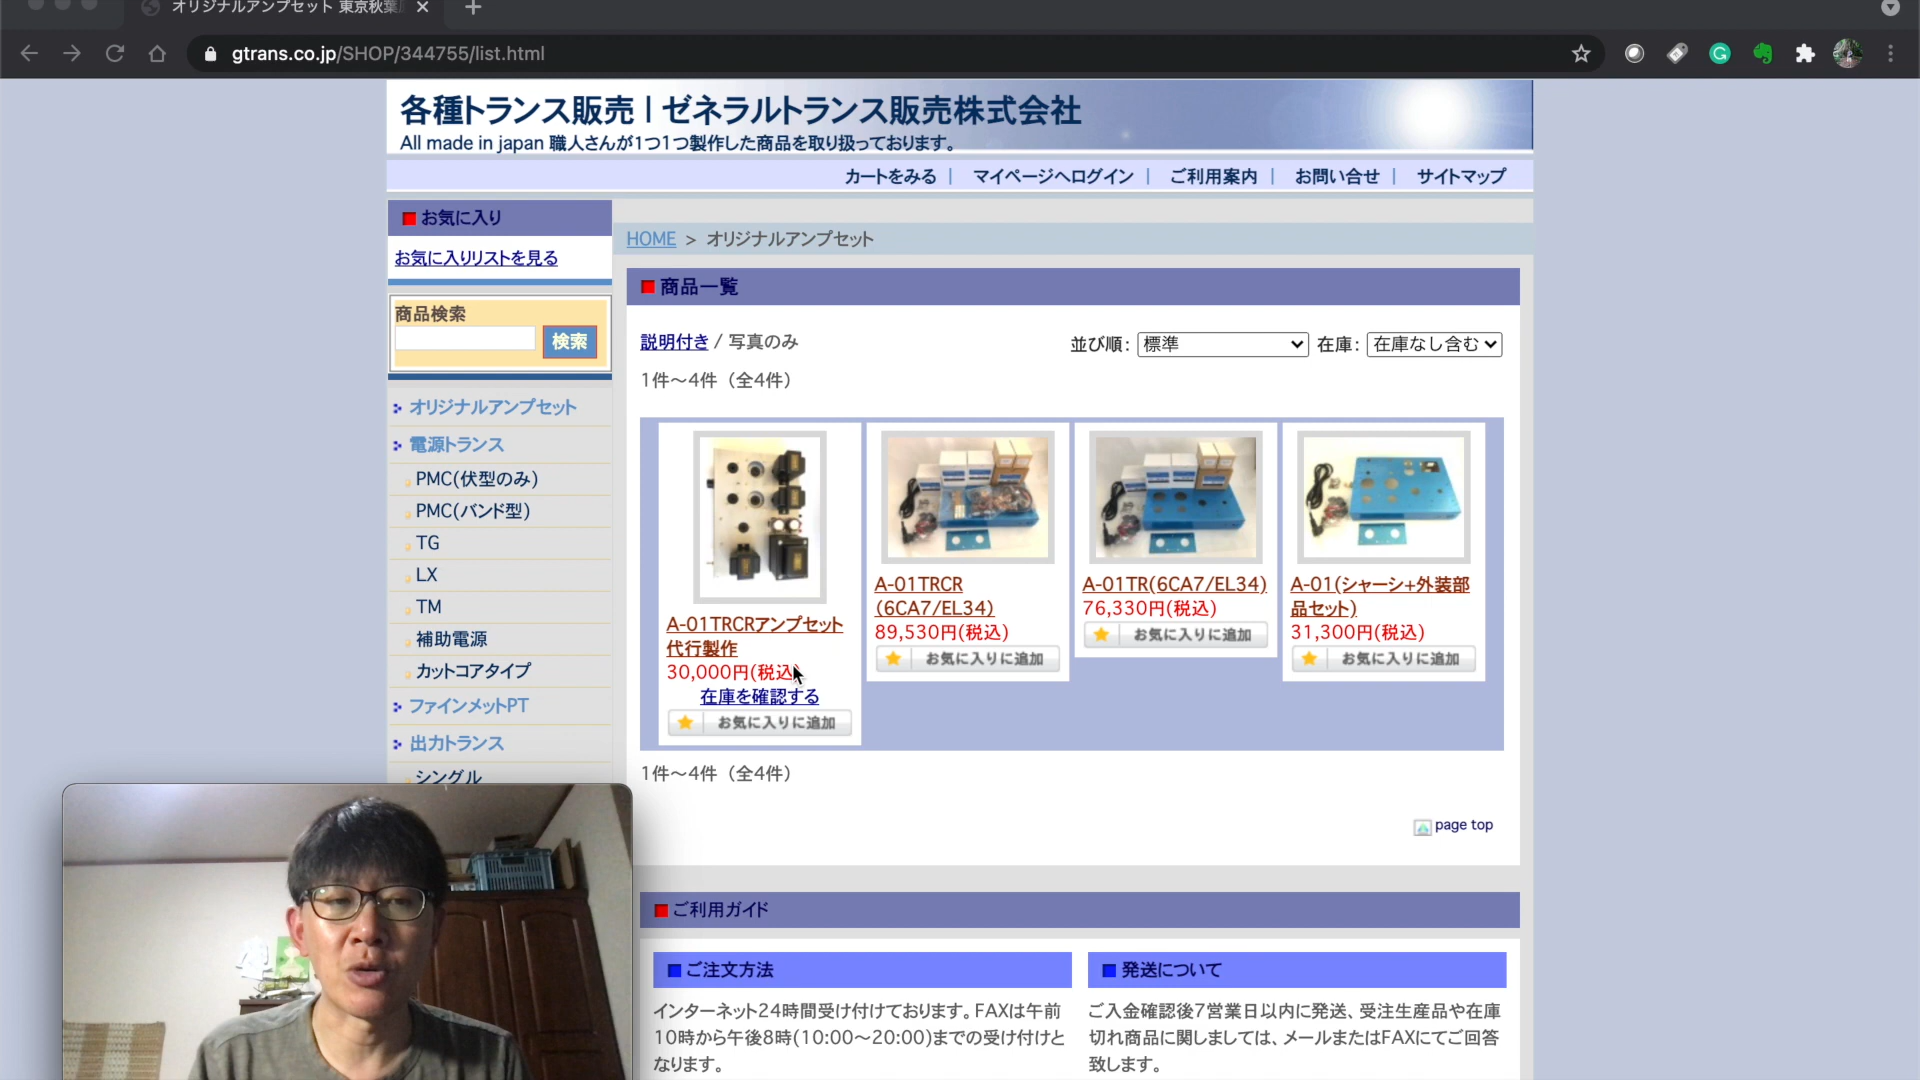 オリジナルアンプセット 東京秋葉
gtrans.co.jp/SHOP/344755/list.html
各種トランス販売 | ゼネラルトランス販売株式会社
All made in japan 職人さんが1つ1つ製作した商品を取り扱っております。
カートをみる | マイページへログイン | ご利用案内 | お問い合せ | サイトマップ
お気に入り
お気に入りリストを見る
商品検索
検索
オリジナルアンプセット
電源トランス
PMC(伏型のみ)
PMC(バンド型)
TG
LX
TM
補助電源
カットコアタイプ
ファインメットPT
出力トランス
シングル
HOME > オリジナルアンプセット
商品一覧
説明付き / 写真のみ
並び順: 標準 在庫: 在庫なし含む
1件～4件（全4件）
A-01TRCRアンプセット
代行製作
30,000円(税込)
在庫を確認する
お気に入りに追加
A-01TRCR
（6CA7/EL34）
89,530円(税込)
お気に入りに追加
A-01TR(6CA7/EL34)
76,330円(税込)
お気に入りに追加
A-01(シャーシ+外装部
品セット)
31,300円(税込)
お気に入りに追加
1件～4件（全4件）
page top
ご利用ガイド
ご注文方法
インターネット24時間受け付けております。FAXは午前
10時から午後8時(10:00～20:00)までの受け付けと
なります。
発送について
ご入金確認後7営業日以内に発送、受注生産品や在庫
切れ商品に関しましては、メールまたはFAXにてご回答
致します。